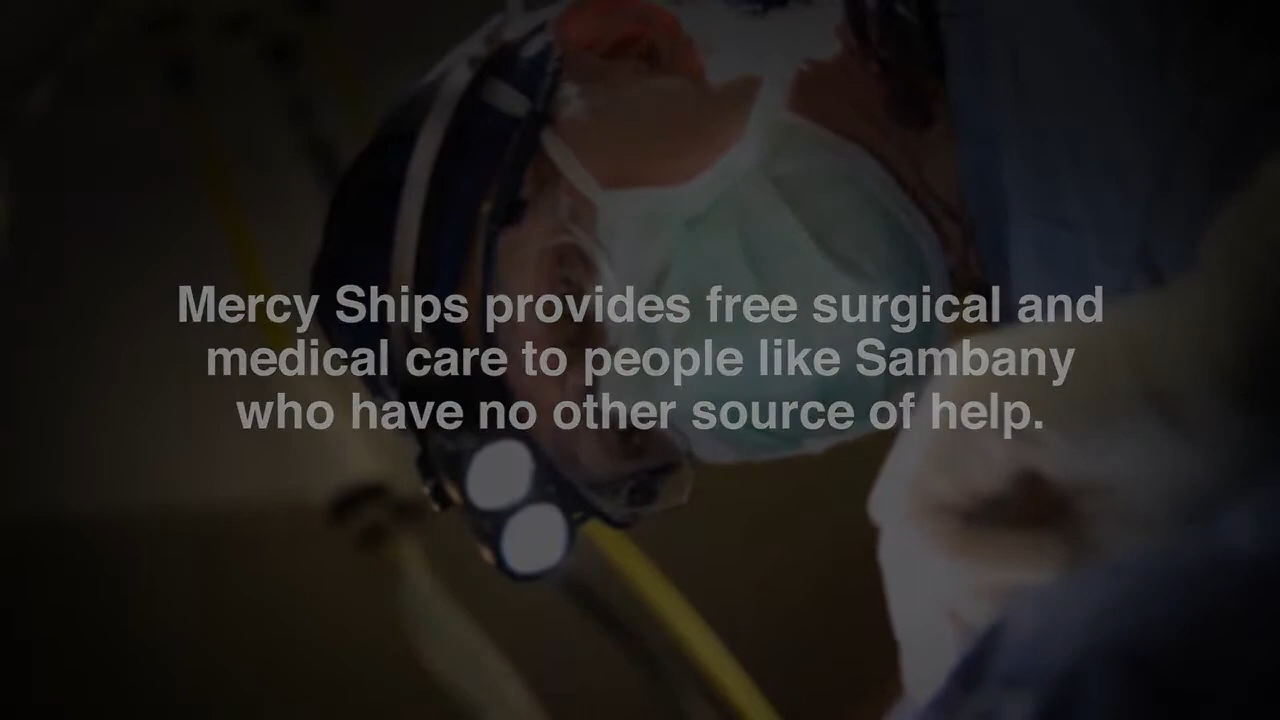 Mercy Ships provides free surgical and
medical care to people like Sambany
who have no other source of help.